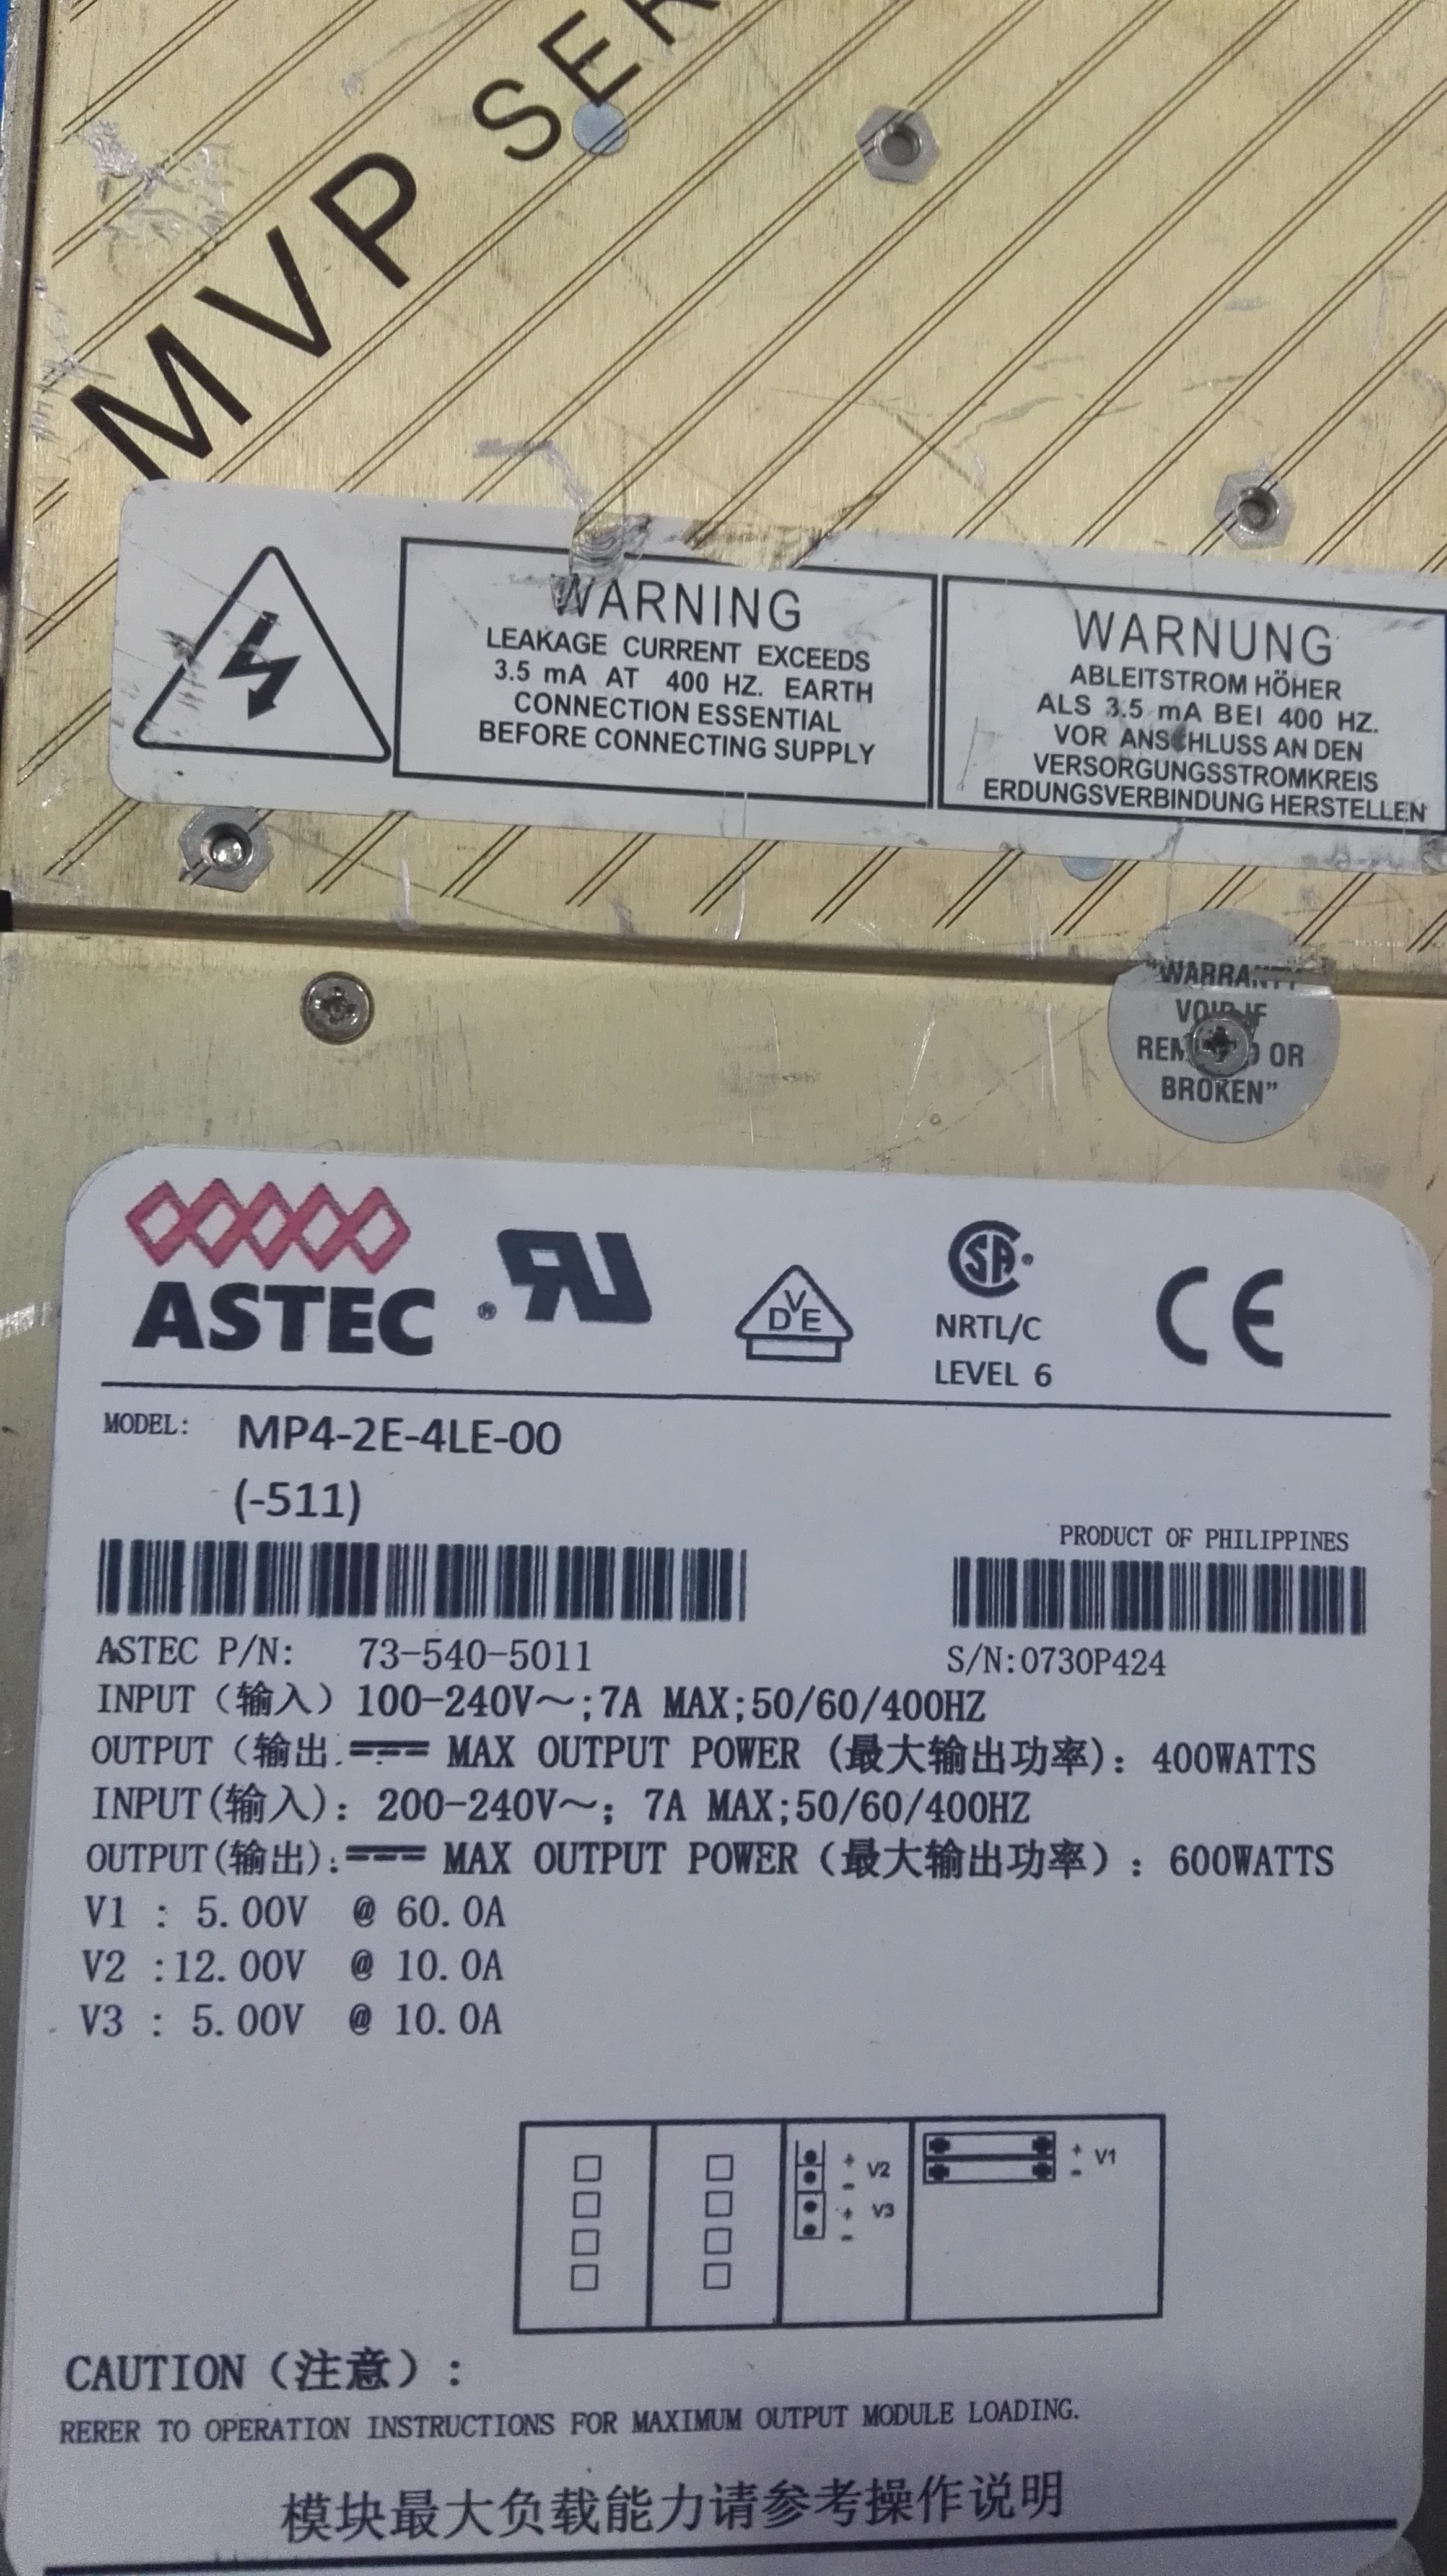 MVP SER
WARNING
LEAKAGE CURRENT EXCEEDS
3.5 mA AT 400 HZ. EARTH
CONNECTION ESSENTIAL
BEFORE CONNECTING SUPPLY
WARNUNG
ABLEITSTROM HÖHER
ALS 3.5 mA BEI 400 HZ.
VOR ANSCHLUSS AN DEN
VERSORGUNGSSTROMKREIS
ERDUNGSVERBINDUNG HERSTELLEN
"WARRANTY
VOID IF
REMOVED OR
BROKEN"
ASTEC
RU
VDE
SA
NRTL/C
LEVEL 6
CE
MODEL: MP4-2E-4LE-00
(-511)
PRODUCT OF PHILIPPINES
ASTEC P/N: 73-540-5011
S/N:0730P424
INPUT（输入）100-240V～;7A MAX;50/60/400HZ
OUTPUT（输出. MAX OUTPUT POWER (最大输出功率)：400WATTS
INPUT(输入)：200-240V～；7A MAX;50/60/400HZ
OUTPUT(输出): MAX OUTPUT POWER（最大输出功率）：600WATTS
V1 : 5.00V @ 60.0A
V2 :12.00V @ 10.0A
V3 : 5.00V @ 10.0A
+ V1
-
+ V2
-
+ V3
-
CAUTION（注意）:
RERER TO OPERATION INSTRUCTIONS FOR MAXIMUM OUTPUT MODULE LOADING.
模块最大负载能力请参考操作说明